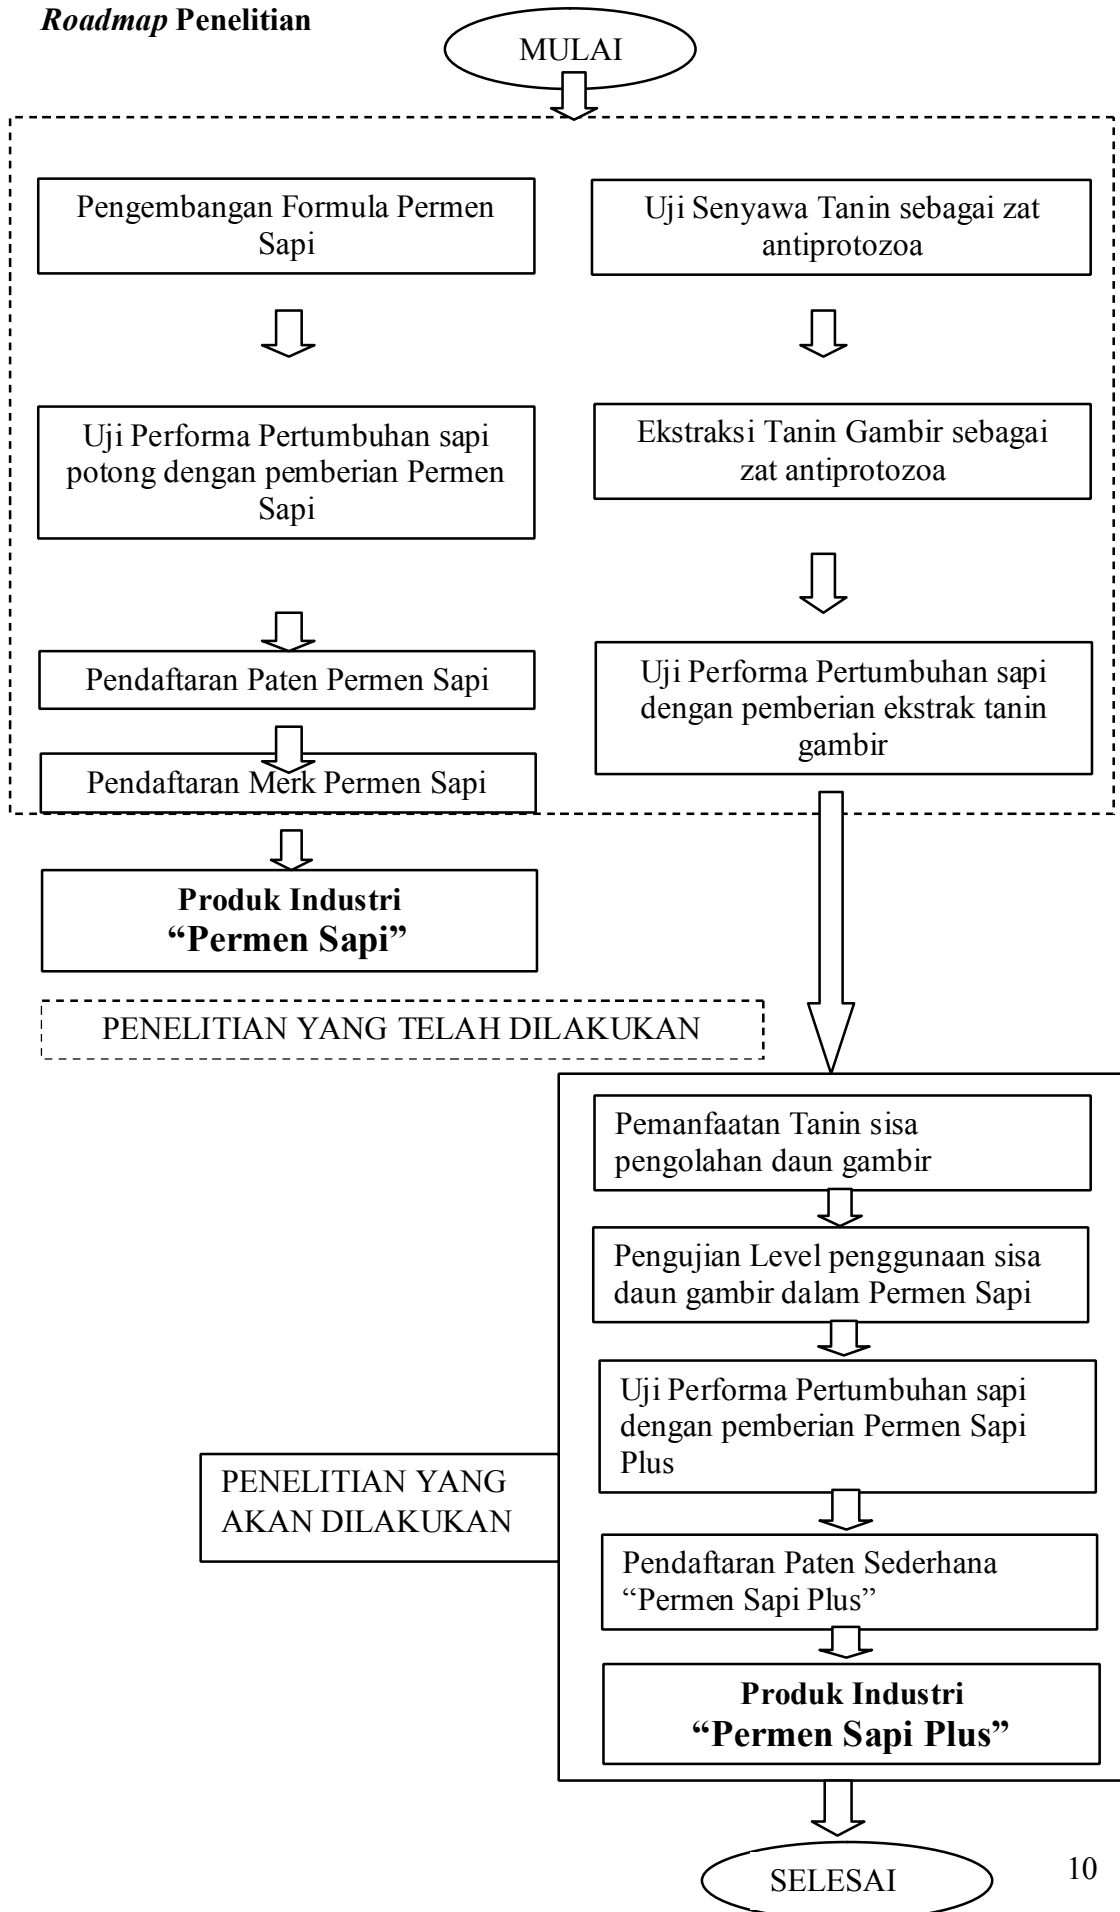 Roadmap Penelitian
MULAI
Pengembangan Formula Permen
Sapi
Uji Performa Pertumbuhan sapi
potong dengan pemberian Permen
Sapi
Pendaftaran Paten Permen Sapi
Pendaftaran Merk Permen Sapi
Produk Industri
“Permen Sapi”
Uji Senyawa Tanin sebagai zat
antiprotozoa
Ekstraksi Tanin Gambir sebagai
zat antiprotozoa
Uji Performa Pertumbuhan sapi
dengan pemberian ekstrak tanin
gambir
PENELITIAN YANG TELAH DILAKUKAN
Pemanfaatan Tanin sisa
pengolahan daun gambir
Pengujian Level penggunaan sisa
daun gambir dalam Permen Sapi
Uji Performa Pertumbuhan sapi
dengan pemberian Permen Sapi
Plus
PENELITIAN YANG
AKAN DILAKUKAN
Pendaftaran Paten Sederhana
“Permen Sapi Plus”
Produk Industri
“Permen Sapi Plus”
SELESAI
10